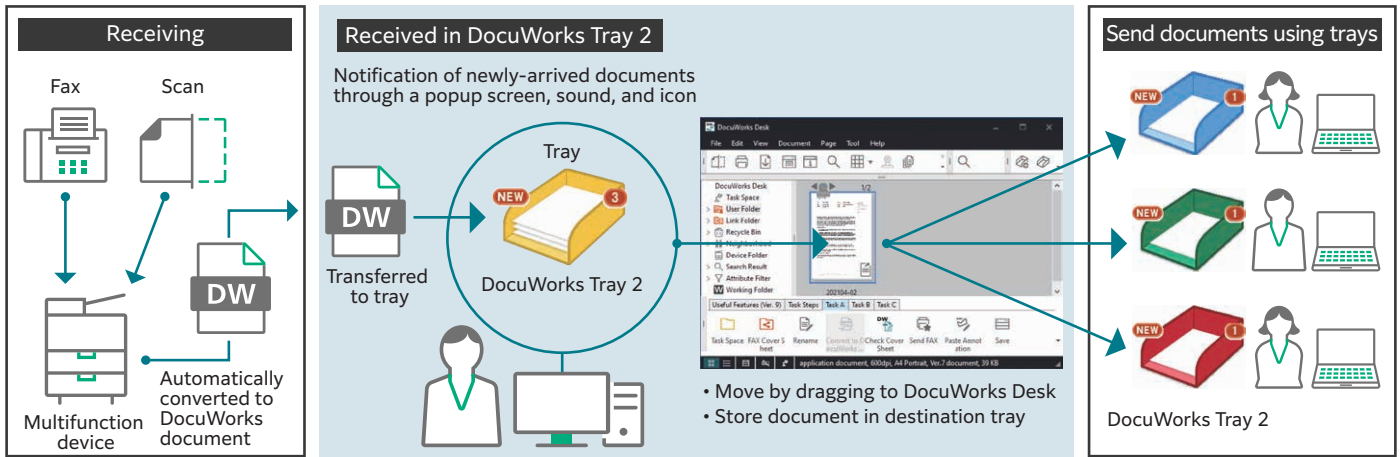 Receiving
Fax
Scan
DW
Multifunction
device
Automatically
converted to
DocuWorks
document
Received in DocuWorks Tray 2
Notification of newly-arrived documents
through a popup screen, sound, and icon
DW
Transferred
to tray
Tray
NEW
3
DocuWorks Tray 2
DocuWorks Desk
File Edit View Document Page Tool Help
DocuWorks Desk
Task Space
User Folder
Link Folder
Recycle Bin
Neighborhood
Device Folder
Search Result
Attribute Filter
W Working Folder
1/2
202104-02
Useful Features (Ver. 9) Task Steps Task A Task B Task C
DW
Task Space FAX Cover S Rename Check Cover Send FAX Paste Annot Save
heet Sheet ation
application document, 600dpi, A4 Portrait, Ver.7 document, 39 KB
• Move by dragging to DocuWorks Desk
• Store document in destination tray
Send documents using trays
NEW
1
NEW
1
NEW
1
DocuWorks Tray 2